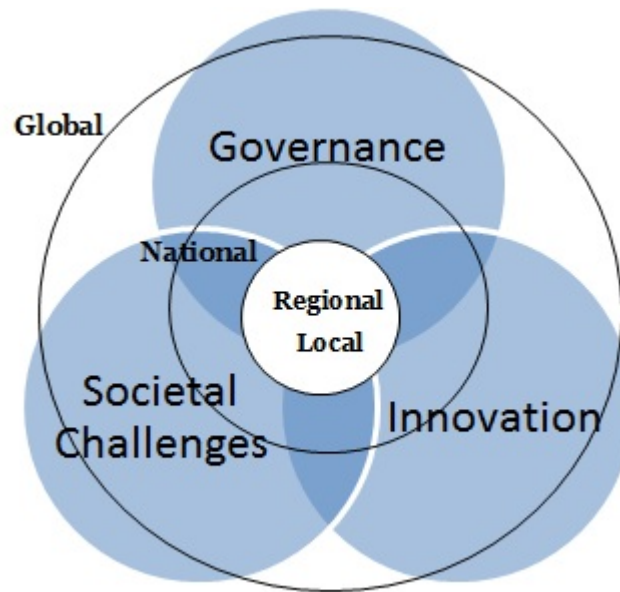 Global
Governance
National
Regional
Local
Societal
Challenges
Innovation